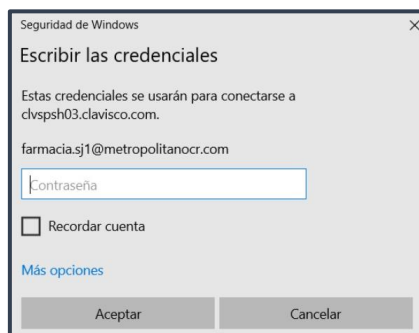 Seguridad de Windows
Escribir las credenciales
Estas credenciales se usarán para conectarse a
clvspsh03.clavisco.com.
farmacia.sj1@metropolitanocr.com
Contraseña
Recordar cuenta
Más opciones
Aceptar
Cancelar